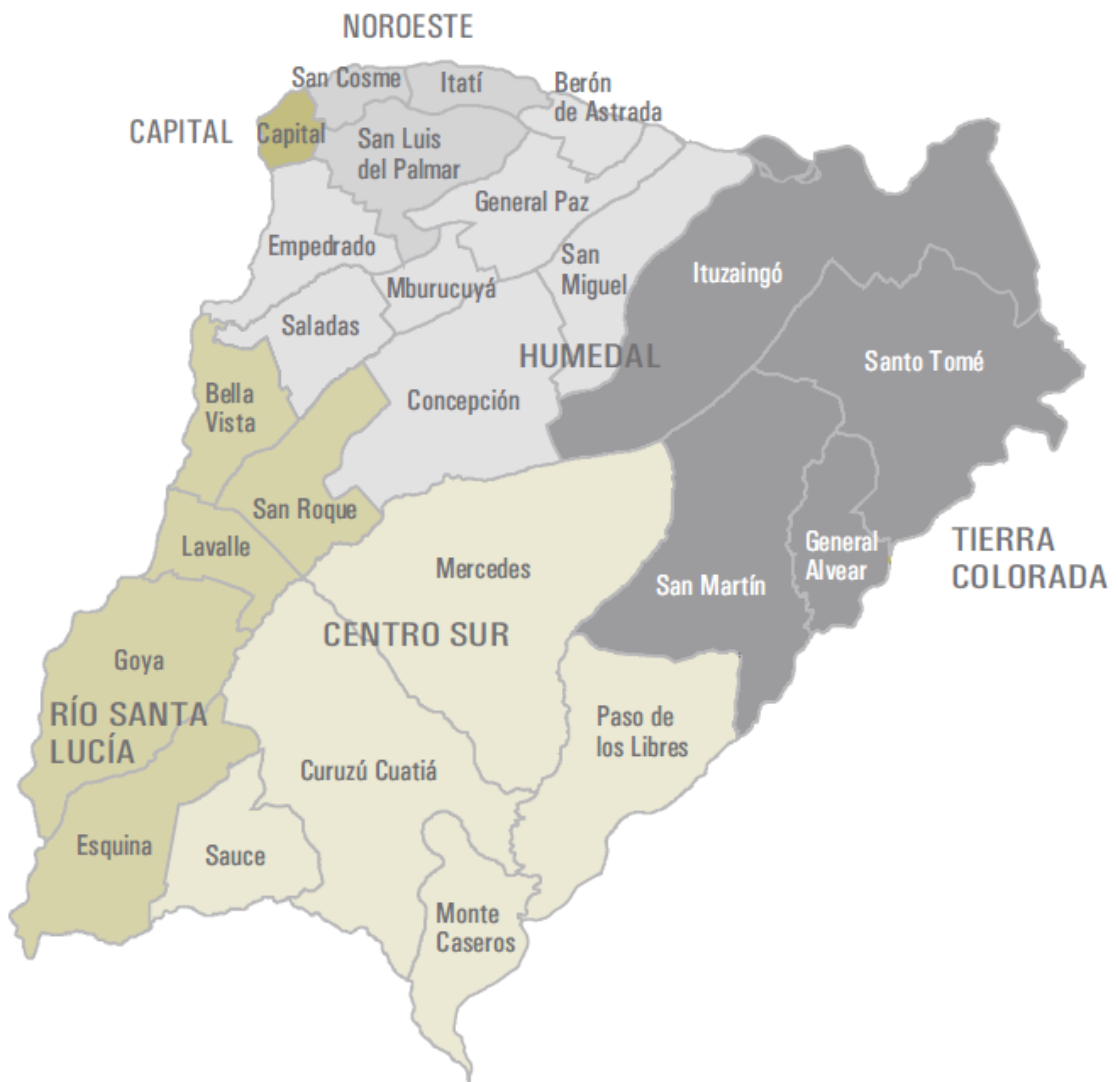 NOROESTE
San Cosme
Itatí
Berón
de Astrada
CAPITAL
Capital
San Luis
del Palmar
General Paz
Empedrado
San
Miguel
Ituzaingó
Mburucuyá
Saladas
HUMEDAL
Santo Tomé
Bella
Vista
Concepción
San Roque
Lavalle
Mercedes
General
Alvear
TIERRA
COLORADA
San Martín
CENTRO SUR
Goya
RÍO SANTA
LUCÍA
Paso de
los Libres
Curuzú Cuatiá
Esquina
Sauce
Monte
Caseros